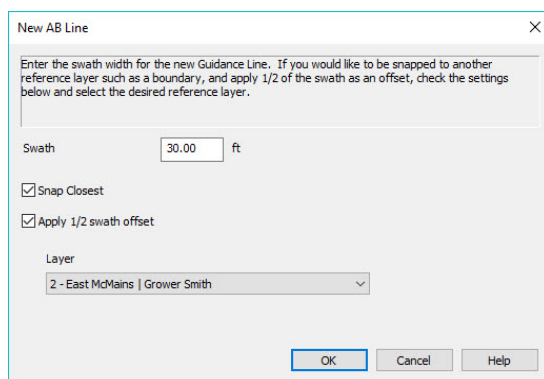 New AB Line
Enter the swath width for the new Guidance Line. If you would like to be snapped to another
reference layer such as a boundary, and apply 1/2 of the swath as an offset, check the settings
below and select the desired reference layer.
Swath 30.00 ft
Snap Closest
Apply 1/2 swath offset
Layer
2 - East McMains | Grower Smith
OK Cancel Help